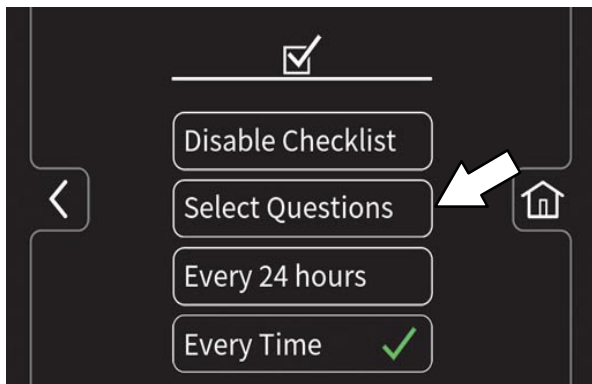 Disable Checklist
Select Questions
Every 24 hours
Every Time